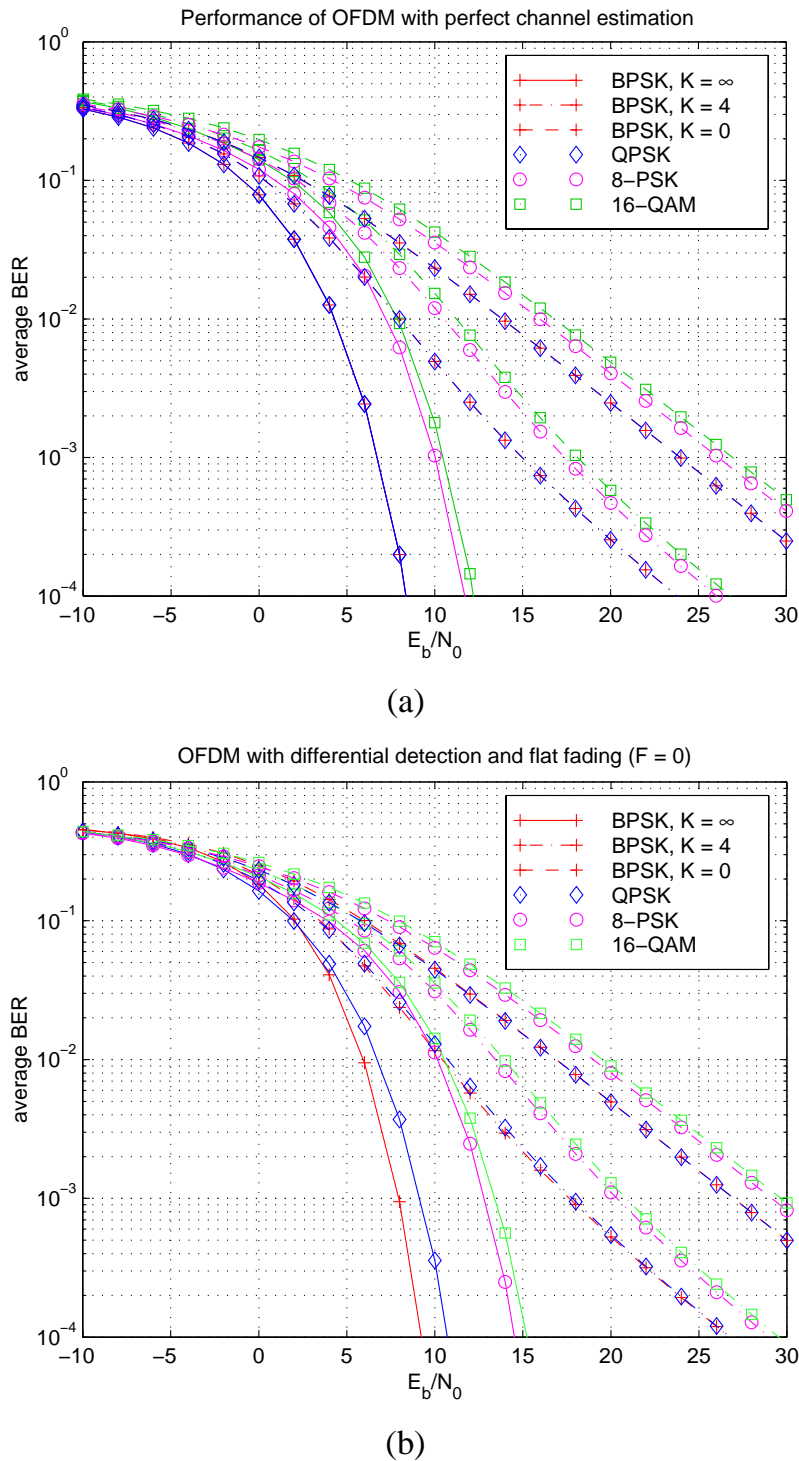 Performance of OFDM with perfect channel estimation
10^0
10^-1
10^-2
10^-3
10^-4
average BER
BPSK, K = ∞
BPSK, K = 4
BPSK, K = 0
QPSK
8-PSK
16-QAM
-10 -5 0 5 10 15 20 25 30
E_b/N_0
(a)
OFDM with differential detection and flat fading (F = 0)
10^0
10^-1
10^-2
10^-3
10^-4
average BER
BPSK, K = ∞
BPSK, K = 4
BPSK, K = 0
QPSK
8-PSK
16-QAM
-10 -5 0 5 10 15 20 25 30
E_b/N_0
(b)